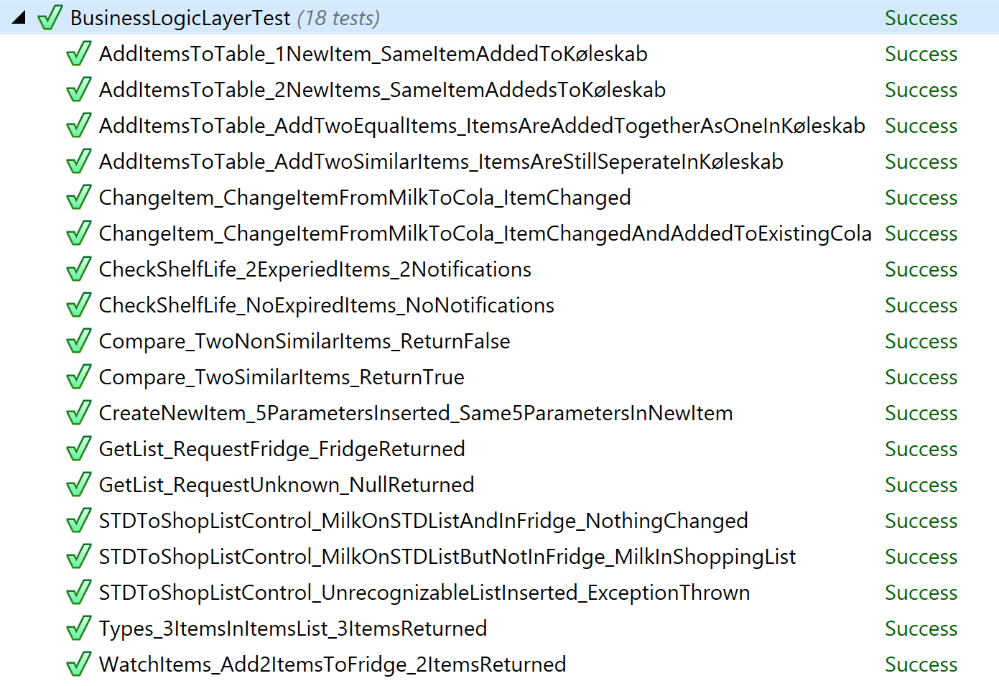 BusinessLogicLayerTest (18 tests) Success
AddItemsToTable_1NewItem_SameItemAddedToKøleskab Success
AddItemsToTable_2NewItems_SameItemAddedsToKøleskab Success
AddItemsToTable_AddTwoEqualItems_ItemsAreAddedTogetherAsOneInKøleskab Success
AddItemsToTable_AddTwoSimilarItems_ItemsAreStillSeperateInKøleskab Success
ChangeItem_ChangeItemFromMilkToCola_ItemChanged Success
ChangeItem_ChangeItemFromMilkToCola_ItemChangedAndAddedToExistingCola Success
CheckShelfLife_2ExperiedItems_2Notifications Success
CheckShelfLife_NoExpiredItems_NoNotifications Success
Compare_TwoNonSimilarItems_ReturnFalse Success
Compare_TwoSimilarItems_ReturnTrue Success
CreateNewItem_5ParametersInserted_Same5ParametersInNewItem Success
GetList_RequestFridge_FridgeReturned Success
GetList_RequestUnknown_NullReturned Success
STDToShopListControl_MilkOnSTDListAndInFridge_NothingChanged Success
STDToShopListControl_MilkOnSTDListButNotInFridge_MilkInShoppingList Success
STDToShopListControl_UnrecognizableListInserted_ExceptionThrown Success
Types_3ItemsInItemsList_3ItemsReturned Success
WatchItems_Add2ItemsToFridge_2ItemsReturned Success